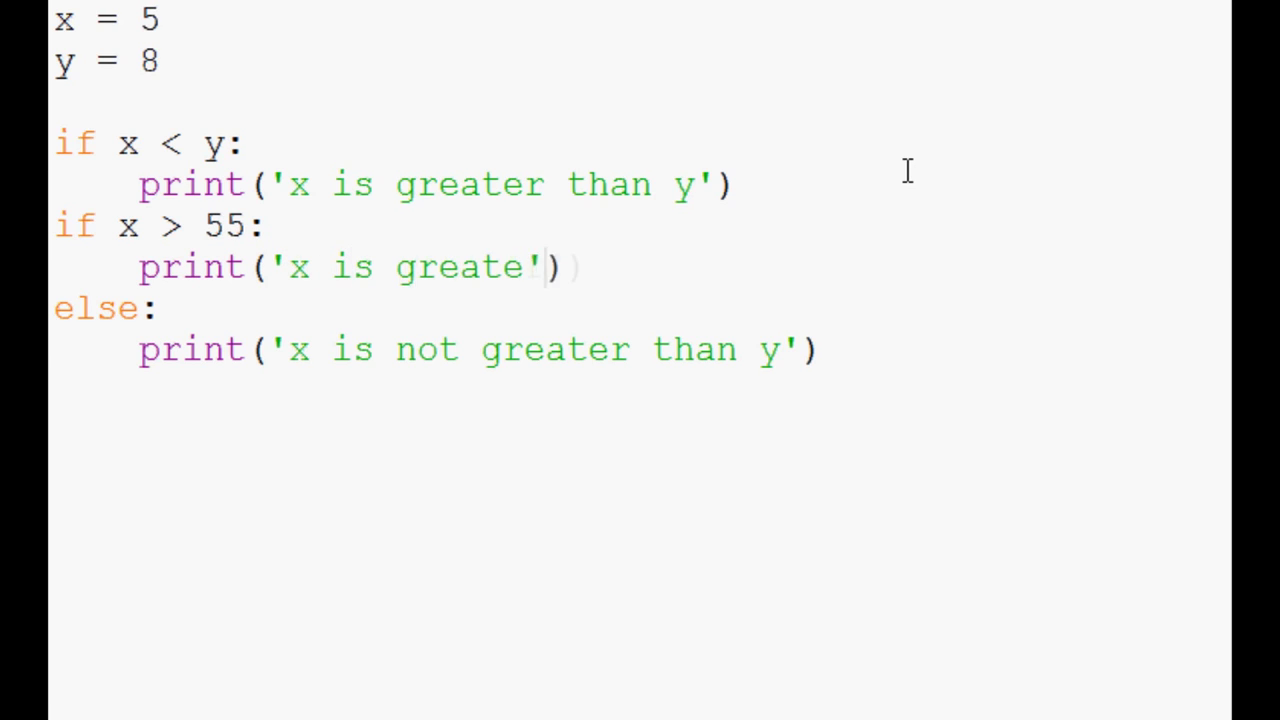 x = 5
y = 8
if x < y:
    print('x is greater than y')
if x > 55:
    print('x is greate')
else:
    print('x is not greater than y')